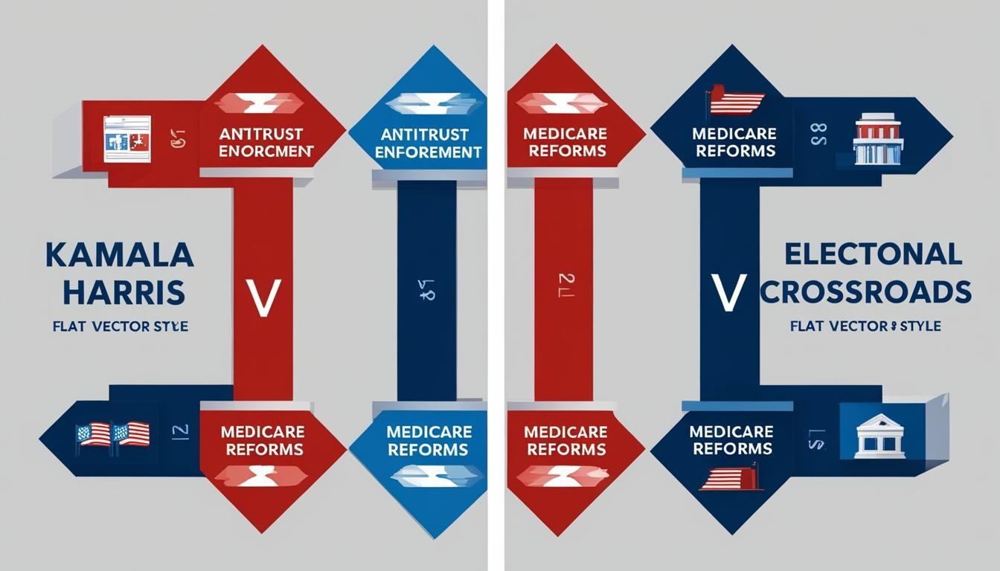 ANTITRUST
ENORCMENT
ANTITRUST
ENFOREMENT
MEDICARE
REFORMS
MEDICARE
REFORMS
KAMALA
HARRIS
FLAT VECTOR STYLE
V
V
ELECTONAL
CROSSROADS
FLAT VECTOR STYLE
MEDICARE
REFORMS
MEDICARE
REFORMS
MEDICARE
REFORMS
MEDICARE
REFORMS